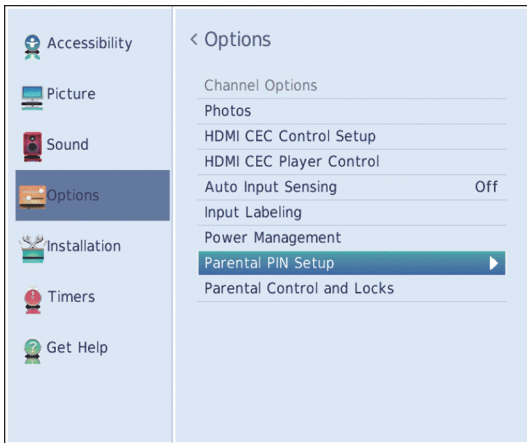 Accessibility
Picture
Sound
Options
Installation
Timers
Get Help
< Options
Channel Options
Photos
HDMI CEC Control Setup
HDMI CEC Player Control
Auto Input Sensing Off
Input Labeling
Power Management
Parental PIN Setup
Parental Control and Locks